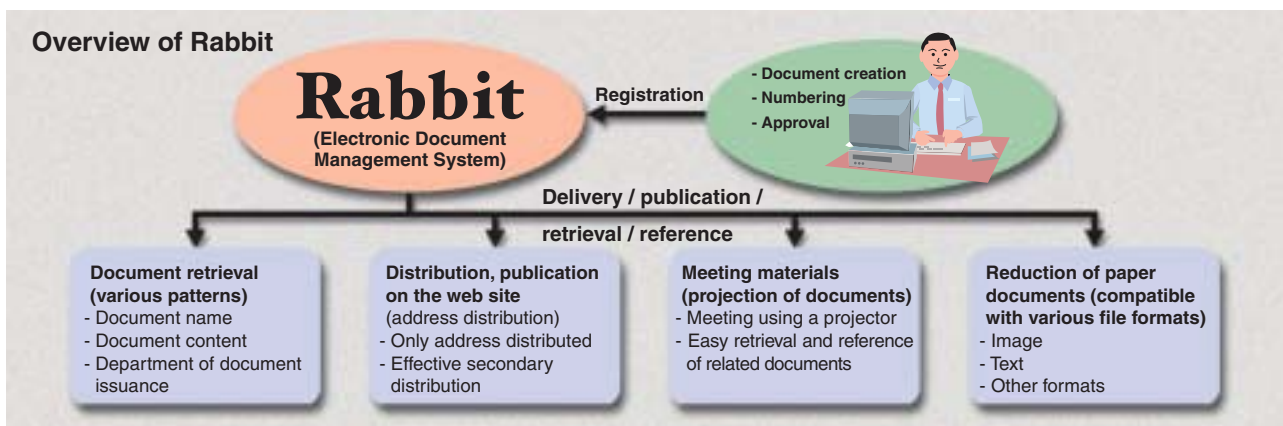 Overview of Rabbit
Rabbit
(Electronic Document
Management System)
Registration
- Document creation
- Numbering
- Approval
Delivery / publication /
retrieval / reference
Document retrieval
(various patterns)
- Document name
- Document content
- Department of document
issuance
Distribution, publication
on the web site
(address distribution)
- Only address distributed
- Effective secondary
distribution
Meeting materials
(projection of documents)
- Meeting using a projector
- Easy retrieval and reference
of related documents
Reduction of paper
documents (compatible
with various file formats)
- Image
- Text
- Other formats